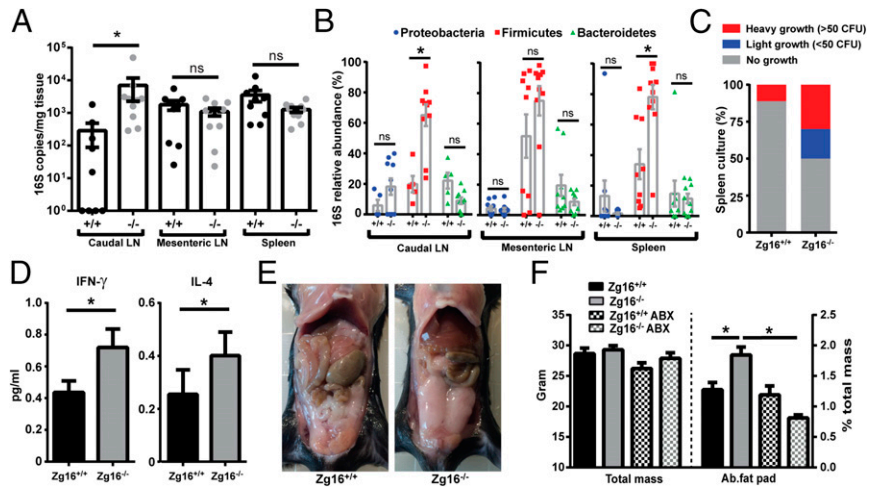 A
16S copies/mg tissue
10⁵
10⁴
10³
10²
10¹
10⁰
*
ns
ns
+/+ -/- +/+ -/- +/+ -/-
Caudal LN Mesenteric LN Spleen
B
Proteobacteria Firmicutes Bacteroidetes
16S relative abundance (%)
100
80
60
40
20
0
ns * ns
ns ns ns
ns * ns
+/+ -/- +/+ -/- +/+ -/- +/+ -/- +/+ -/- +/+ -/- +/+ -/- +/+ -/- +/+ -/-
Caudal LN Mesenteric LN Spleen
C
Heavy growth (>50 CFU)
Light growth (<50 CFU)
No growth
Spleen culture (%)
100
75
50
25
0
Zg16⁺/⁺ Zg16⁻/⁻
D
IFN-γ
pg/ml
1.0
0.8
0.6
0.4
0.2
0.0
*
Zg16⁺/⁺ Zg16⁻/⁻
IL-4
0.6
0.4
0.2
0.0
*
Zg16⁺/⁺ Zg16⁻/⁻
E
Zg16⁺/⁺ Zg16⁻/⁻
F
Zg16⁺/⁺
Zg16⁻/⁻
Zg16⁺/⁺ ABX
Zg16⁻/⁻ ABX
Gram
35
30
25
20
15
10
* *
2.5
2.0
1.5
1.0
0.5
0.0
% total mass
Total mass Ab.fat pad